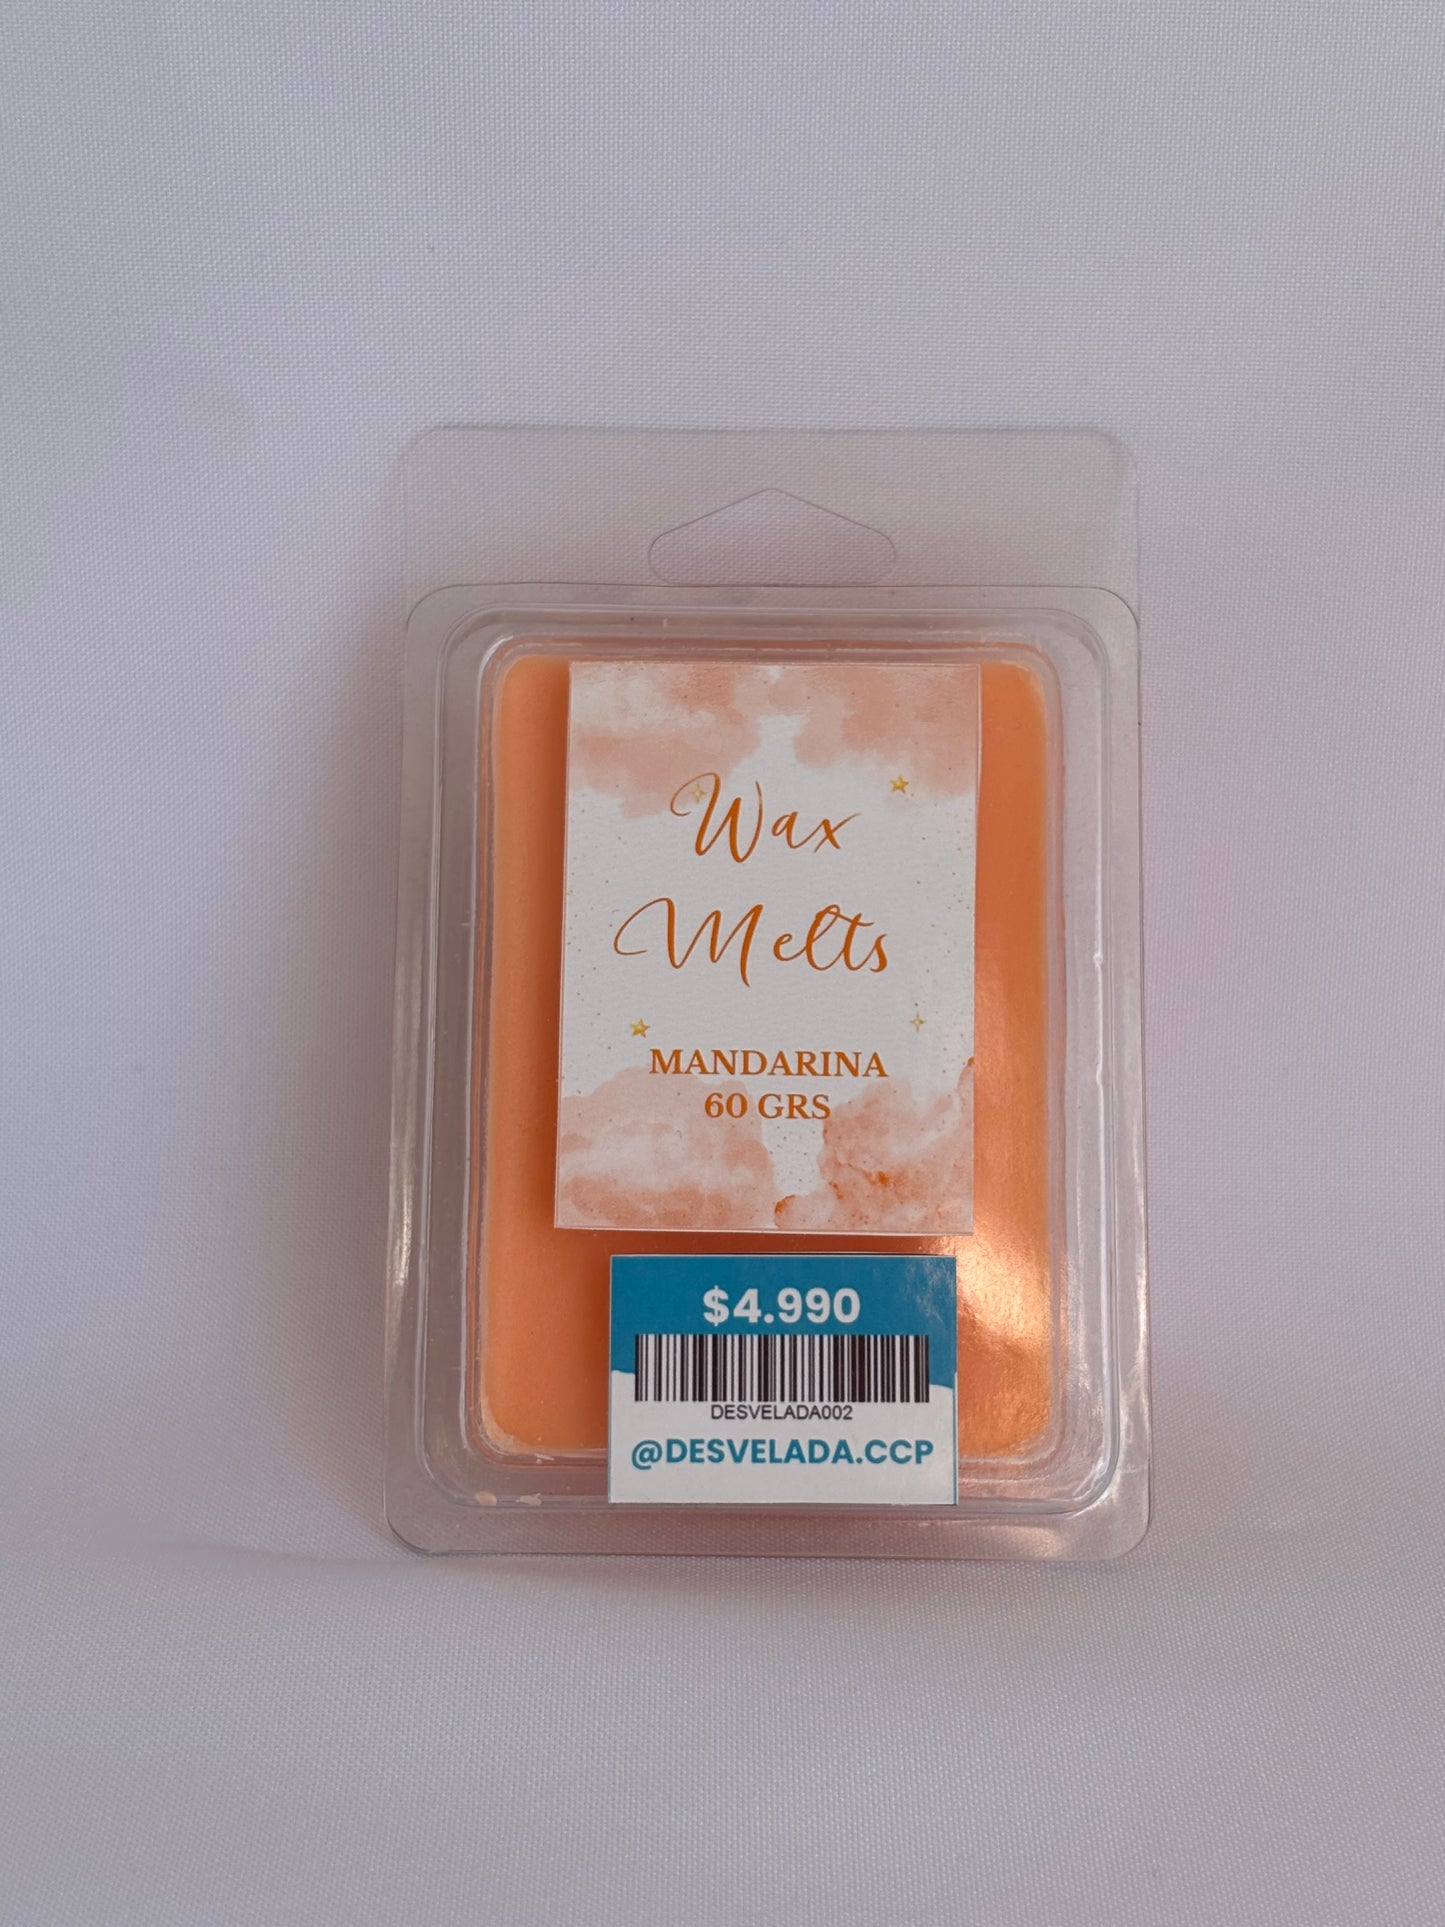 Wax
Melts
MANDARINA
60 GRS
$4.990
DESVELADA002
@DESVELADA.CCP